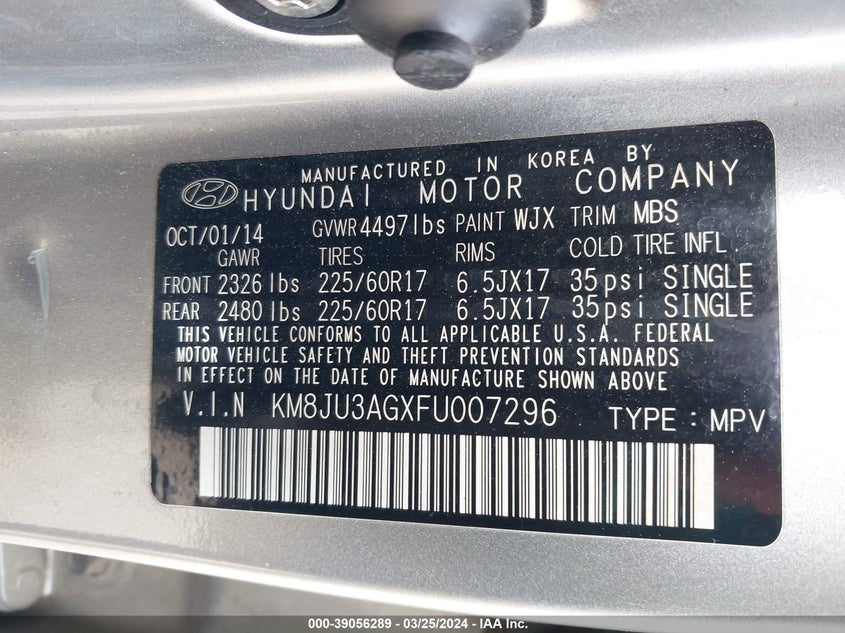 MANUFACTURED IN KOREA BY
HYUNDAI MOTOR COMPANY
OCT/01/14 GVWR 4497lbs PAINT WJX TRIM MBS
GAWR TIRES RIMS COLD TIRE INFL.
FRONT 2326 lbs 225/60R17 6.5JX17 35psi SINGLE
REAR 2480 lbs 225/60R17 6.5JX17 35psi SINGLE
THIS VEHICLE CONFORMS TO ALL APPLICABLE U.S.A. FEDERAL
MOTOR VEHICLE SAFETY AND THEFT PREVENTION STANDARDS
IN EFFECT ON THE DATE OF MANUFACTURE SHOWN ABOVE.
V.I.N KM8JU3AGXFU007296 TYPE : MPV
000-39056289 - 03/25/2024 - IAA Inc.